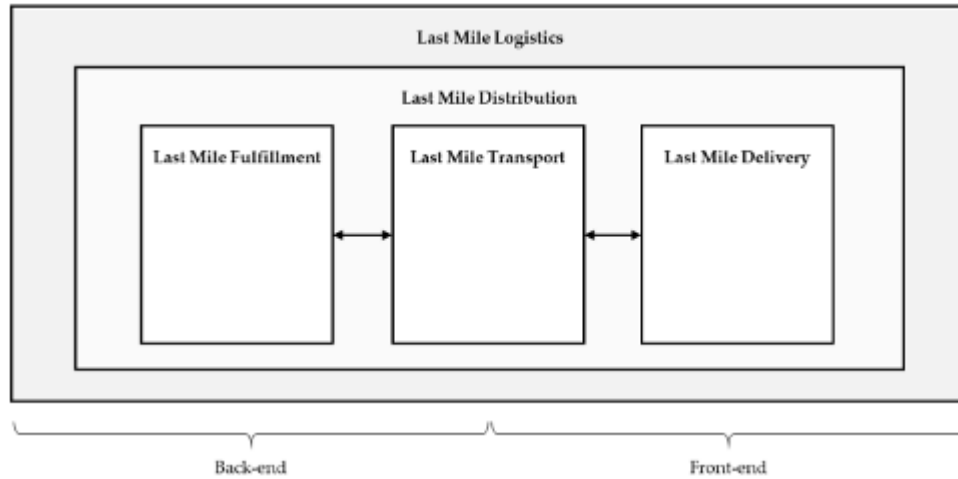 Last Mile Logistics
Last Mile Distribution
Last Mile Fulfillment
Last Mile Transport
Last Mile Delivery
Back-end
Front-end